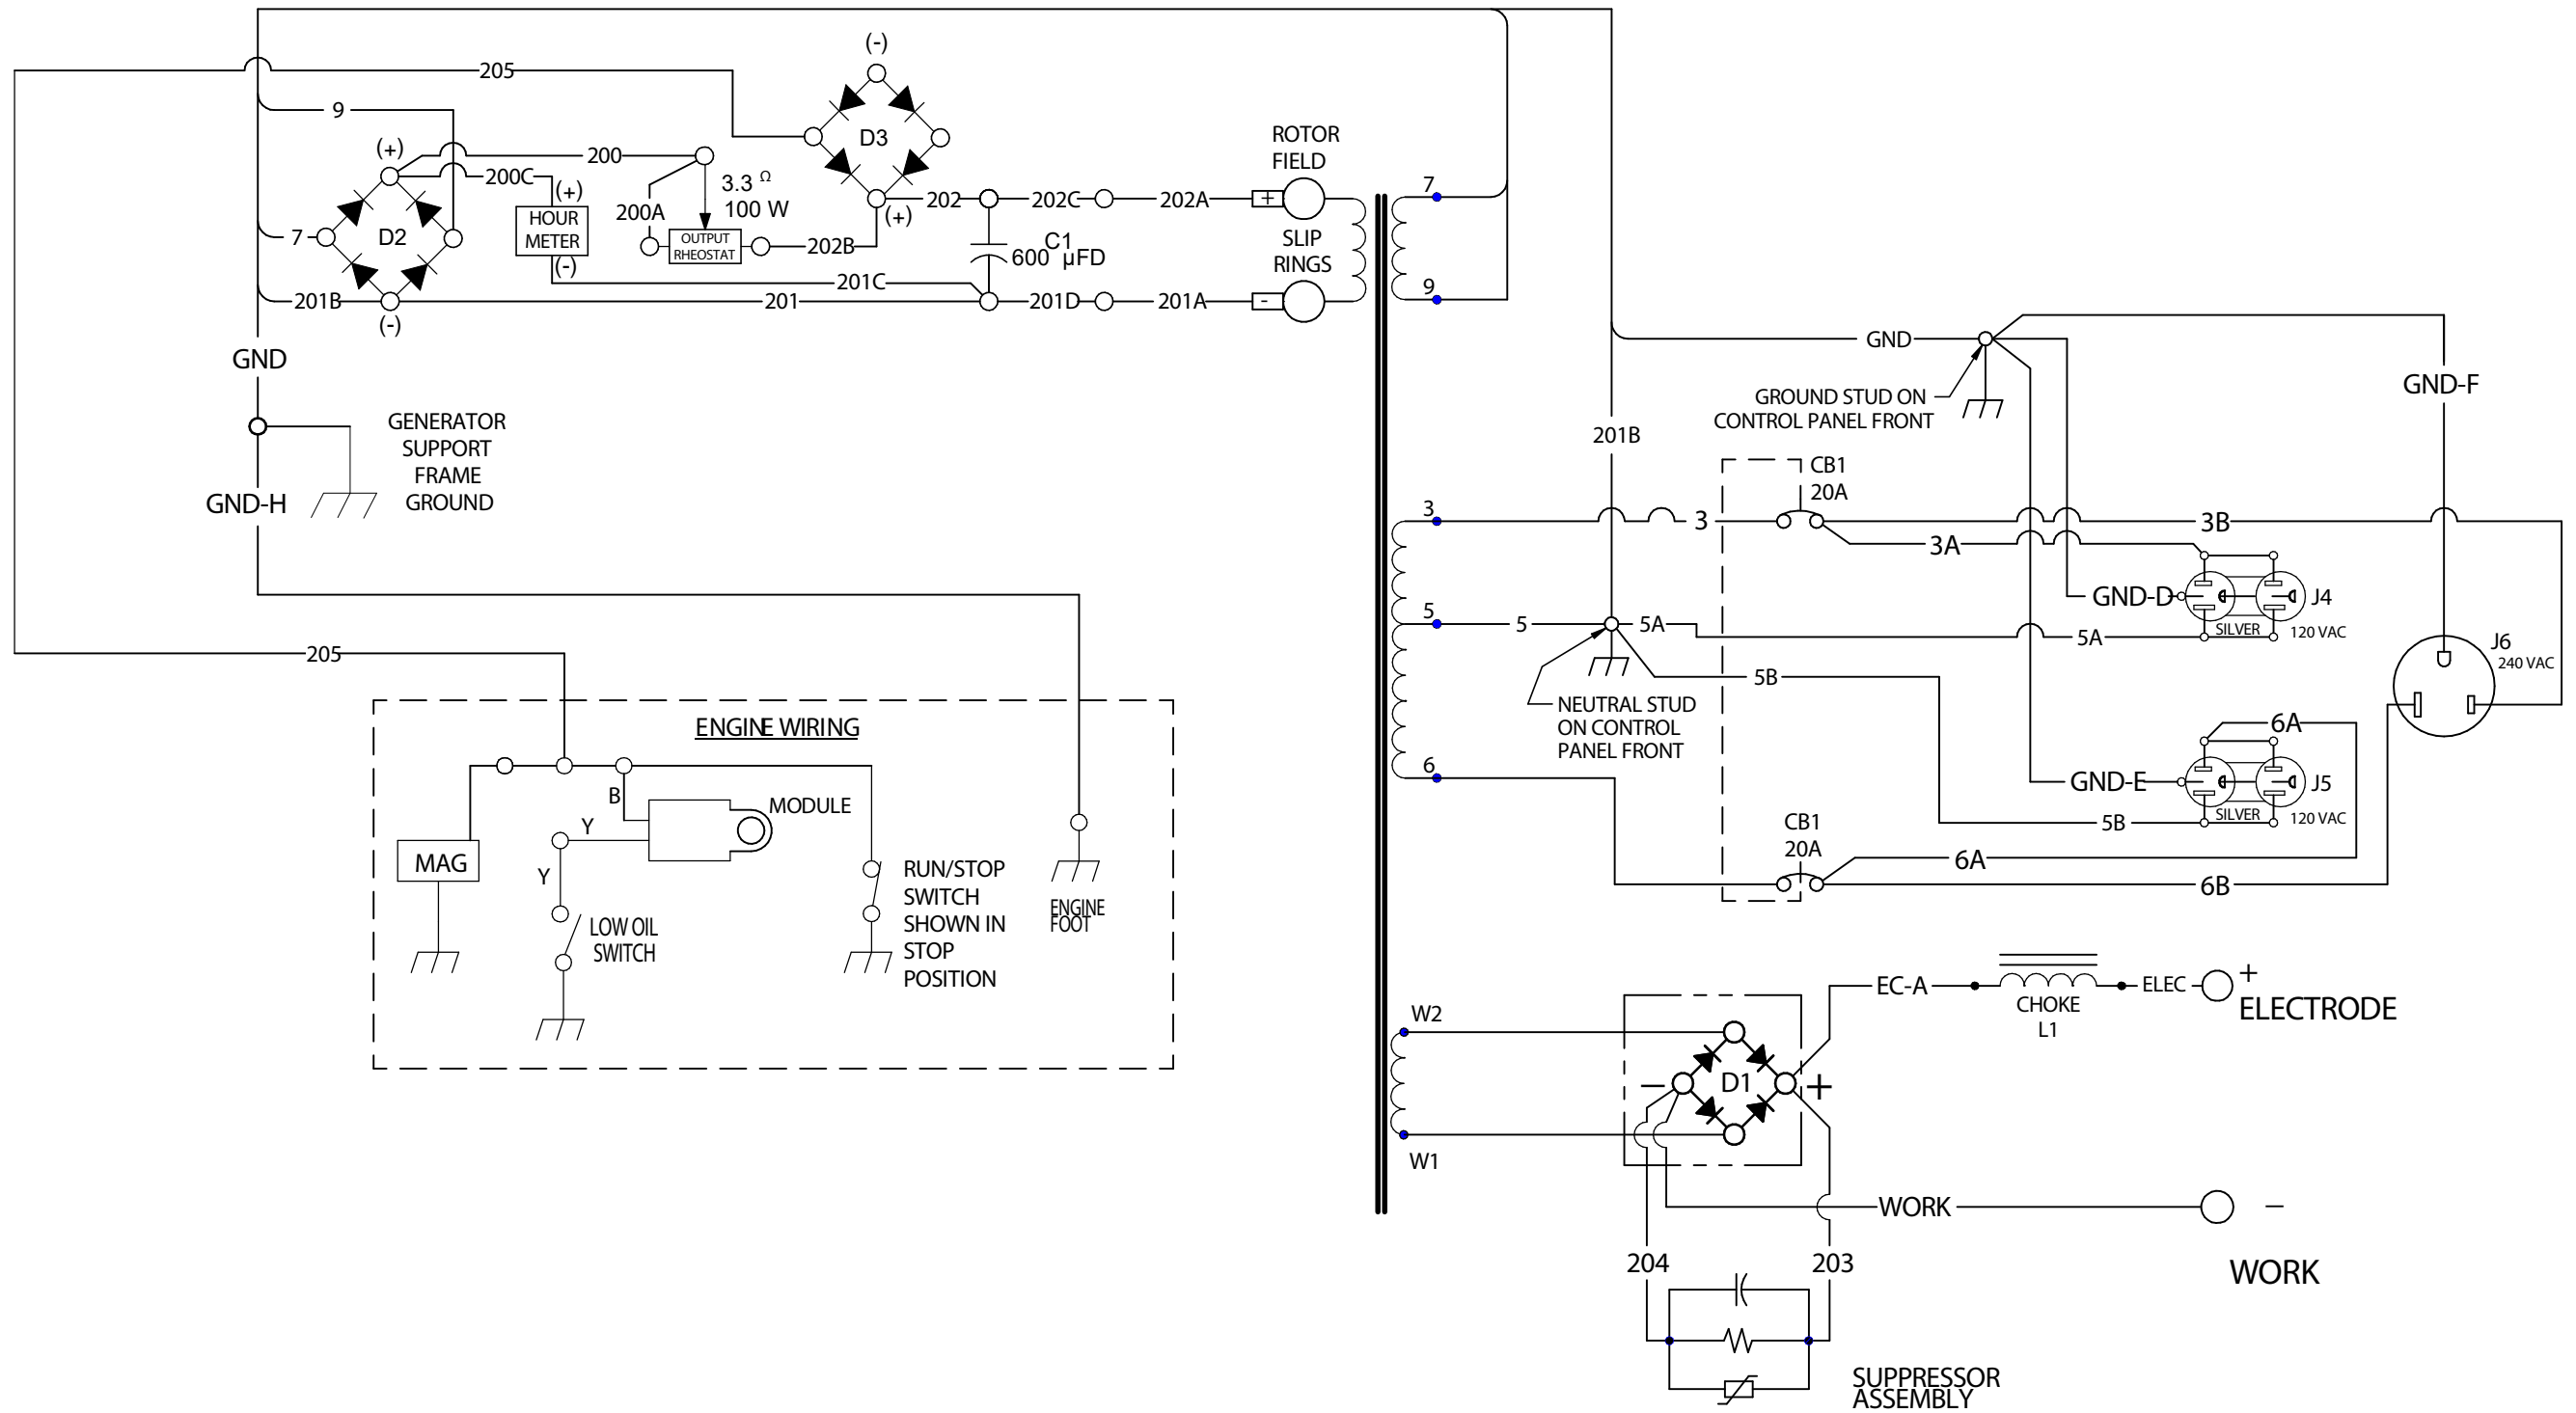 (-)
205
9
D3
(+)
200
200C
(+)
3.3 Ω
100 W
200A
HOUR
METER
(-)
OUTPUT
RHEOSTAT
202B
7
D2
(+)
202
202C
202A
+
C1
600 µFD
201C
201B
201
201D
201A
-
(-)
ROTOR
FIELD
SLIP
RINGS
7
9
GND
GENERATOR
SUPPORT
FRAME
GROUND
GND-H
GND
GROUND STUD ON
CONTROL PANEL FRONT
GND-F
201B
CB1
20A
3
3
3B
3A
GND-D
J4
SILVER
120 VAC
5
5
5A
5A
5B
NEUTRAL STUD
ON CONTROL
PANEL FRONT
J6
240 VAC
6A
GND-E
J5
SILVER
120 VAC
5B
6
CB1
20A
6A
6B
205
ENGINE WIRING
B
MODULE
Y
MAG
Y
LOW OIL
SWITCH
RUN/STOP
SWITCH
SHOWN IN
STOP
POSITION
ENGINE
FOOT
W2
D1
−
+
W1
EC-A
CHOKE
L1
ELEC
+
ELECTRODE
WORK
−
WORK
204
203
SUPPRESSOR
ASSEMBLY